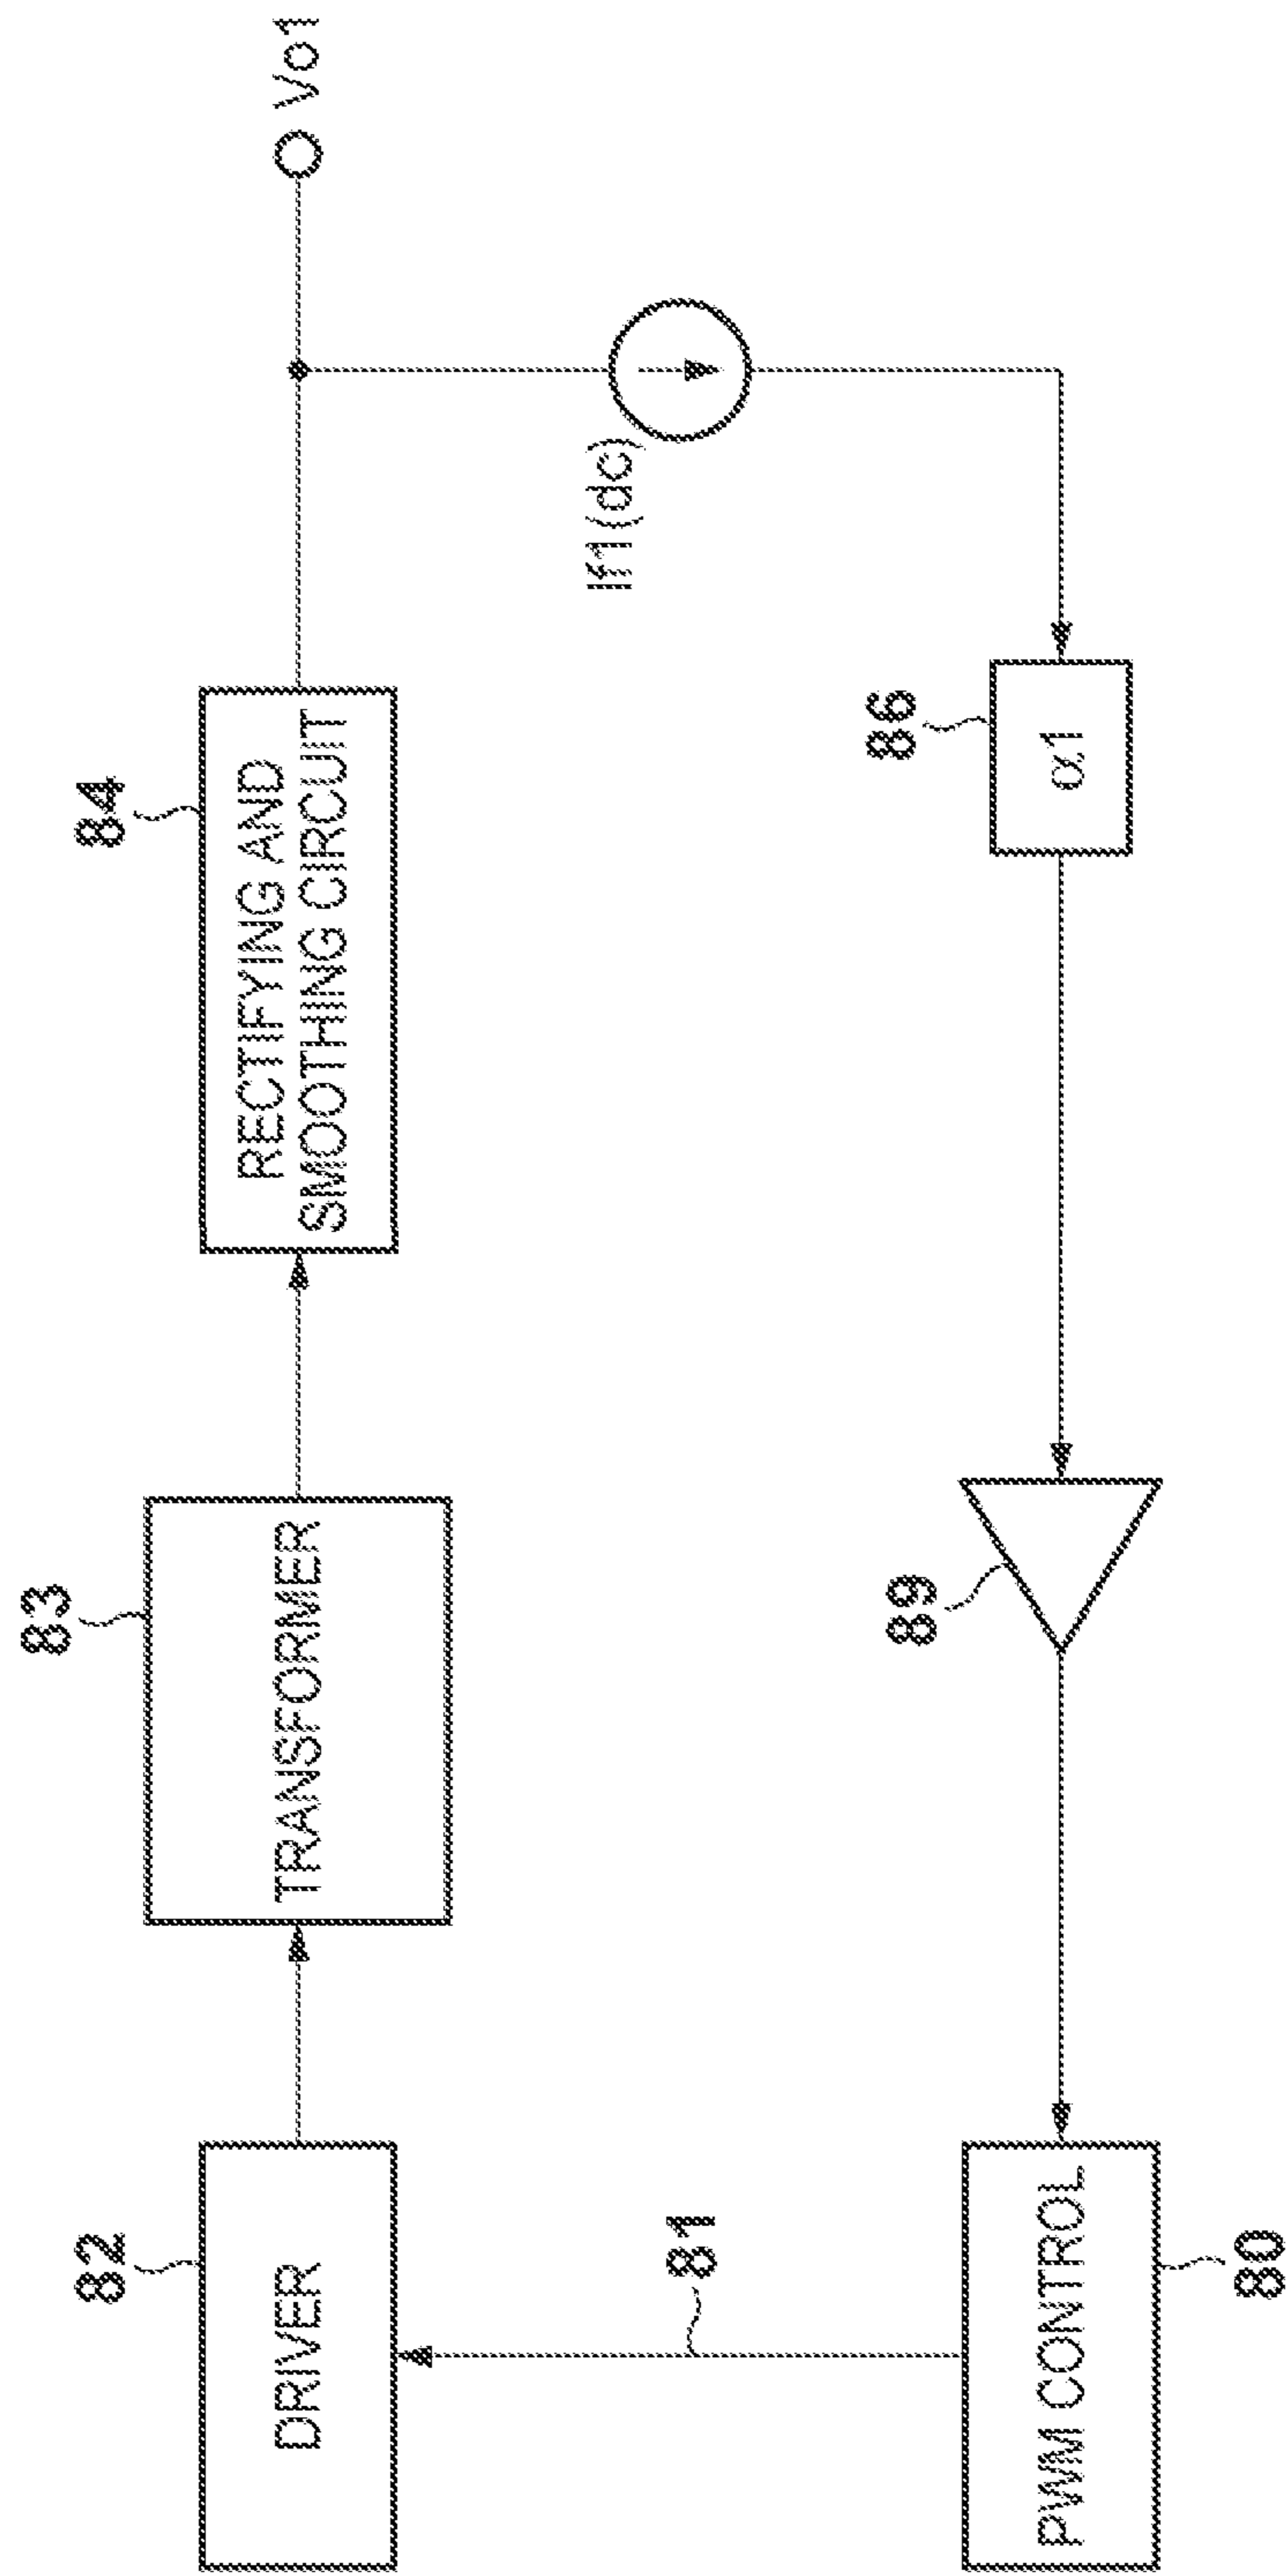 82
DRIVER
83
TRANSFORMER
84
RECTIFYING AND
SMOOTHING CIRCUIT
Vo1
If1(dc)
81
80
PWM CONTROL
89
86
α1